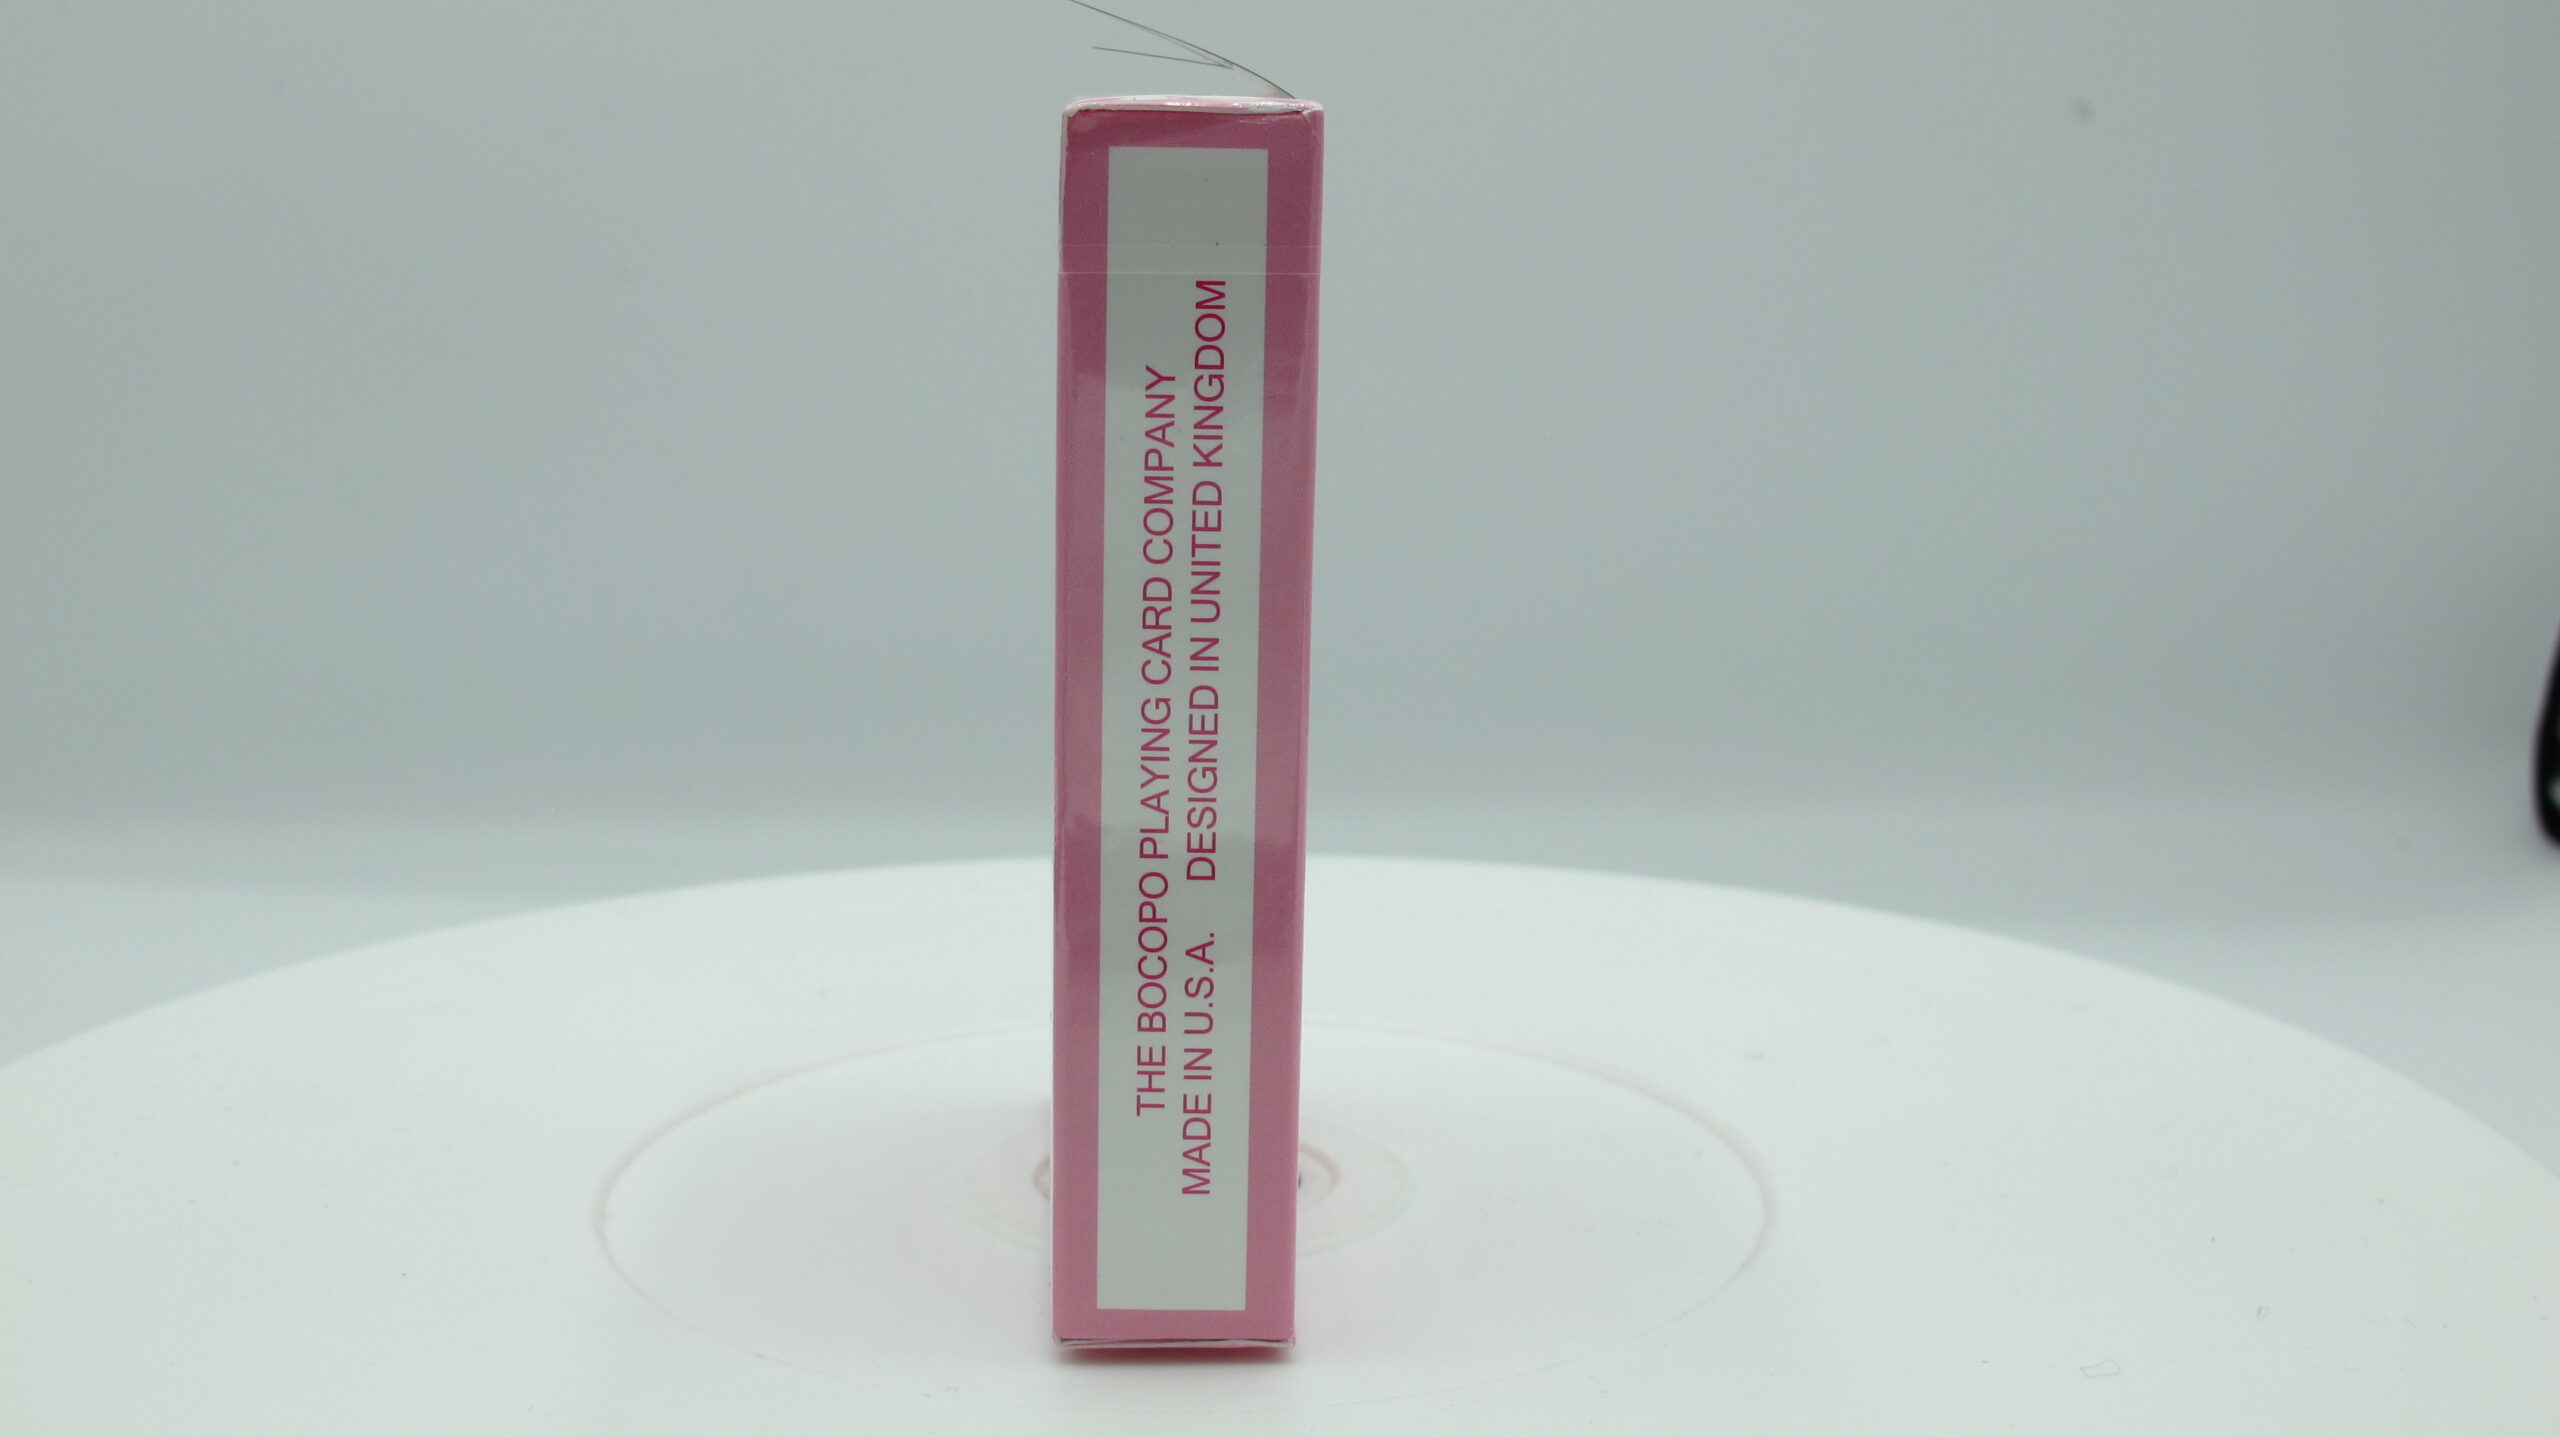 THE BOCOPO PLAYING CARD COMPANY
MADE IN U.S.A. DESIGNED IN UNITED KINGDOM